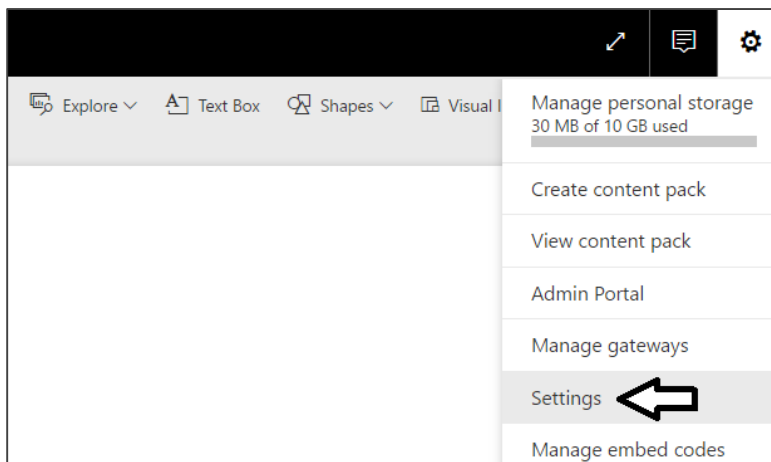 Explore Text Box Shapes Visual
Manage personal storage
30 MB of 10 GB used
Create content pack
View content pack
Admin Portal
Manage gateways
Settings
Manage embed codes